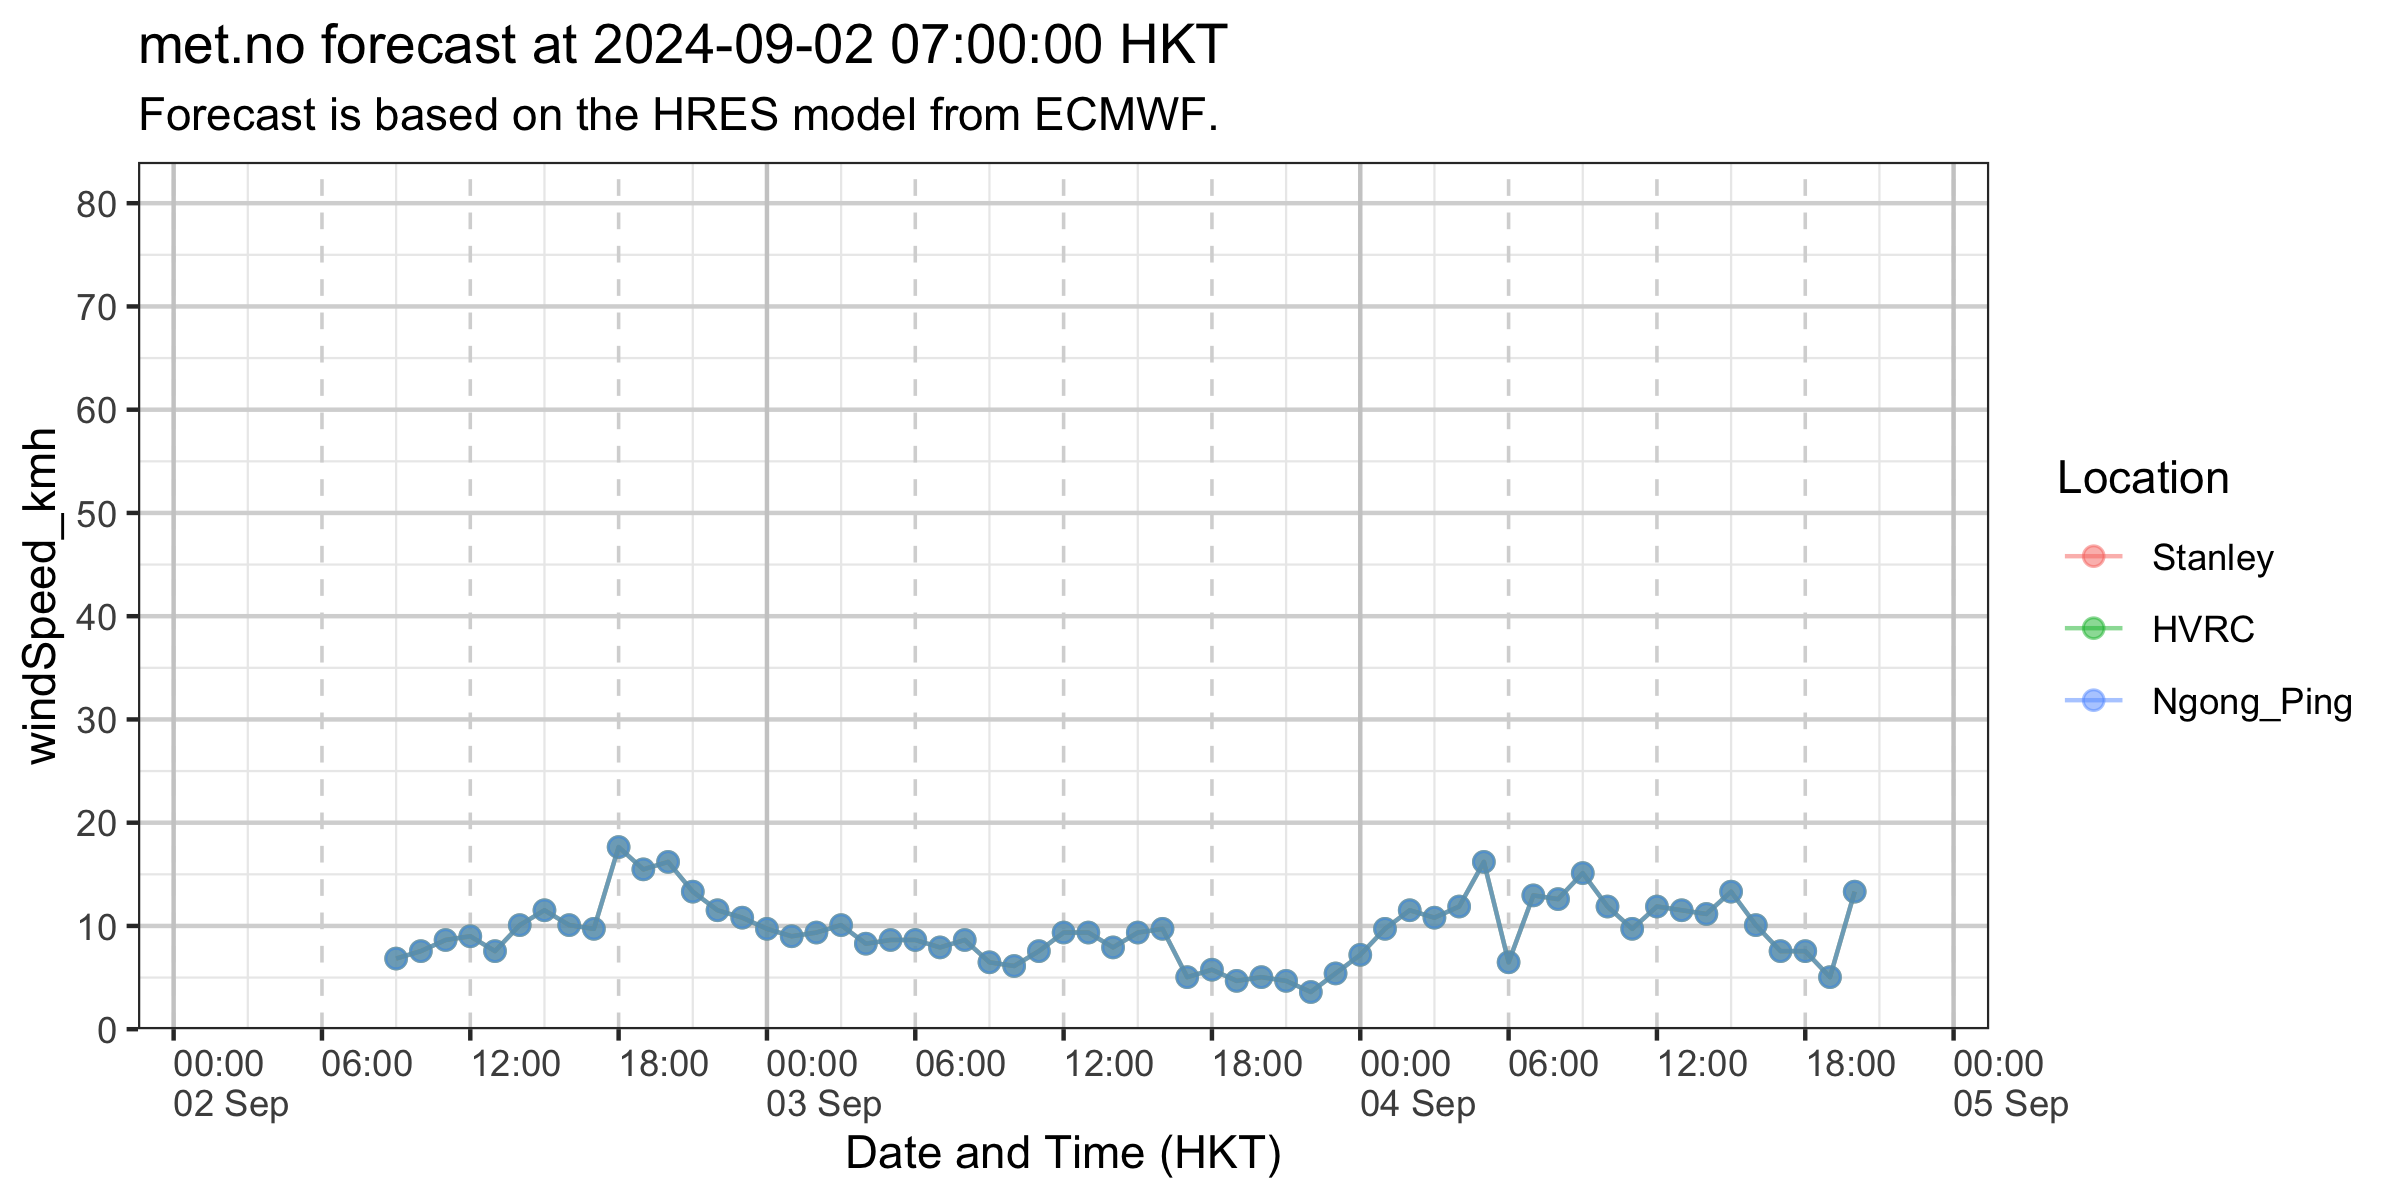 met.no forecast at 2024-09-02 07:00:00 HKT
Forecast is based on the HRES model from ECMWF.
windSpeed_kmh
80
70
60
50
40
30
20
10
0
00:00 06:00 12:00 18:00 00:00 06:00 12:00 18:00 00:00 06:00 12:00 18:00 00:00
02 Sep 03 Sep 04 Sep 05 Sep
Date and Time (HKT)
Location
Stanley
HVRC
Ngong_Ping